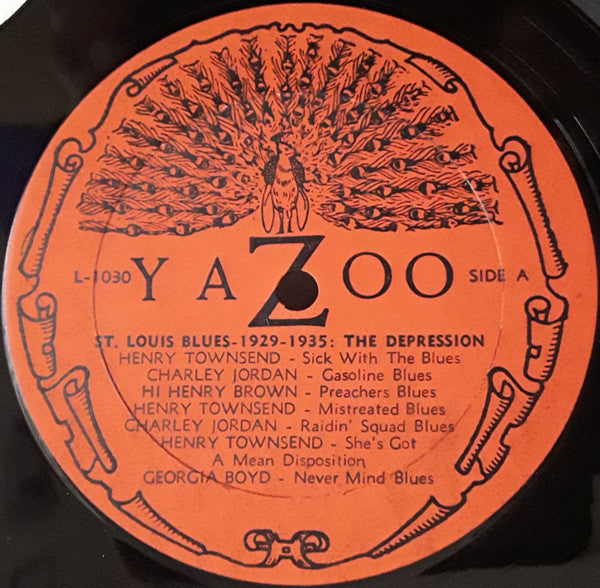 L-1030 YAZOO SIDE A
ST. LOUIS BLUES-1929-1935: THE DEPRESSION
HENRY TOWNSEND - Sick With The Blues
CHARLEY JORDAN - Gasoline Blues
HI HENRY BROWN - Preachers Blues
HENRY TOWNSEND - Mistreated Blues
CHARLEY JORDAN - Raidin' Squad Blues
HENRY TOWNSEND - She's Got
A Mean Disposition
GEORGIA BOYD - Never Mind Blues